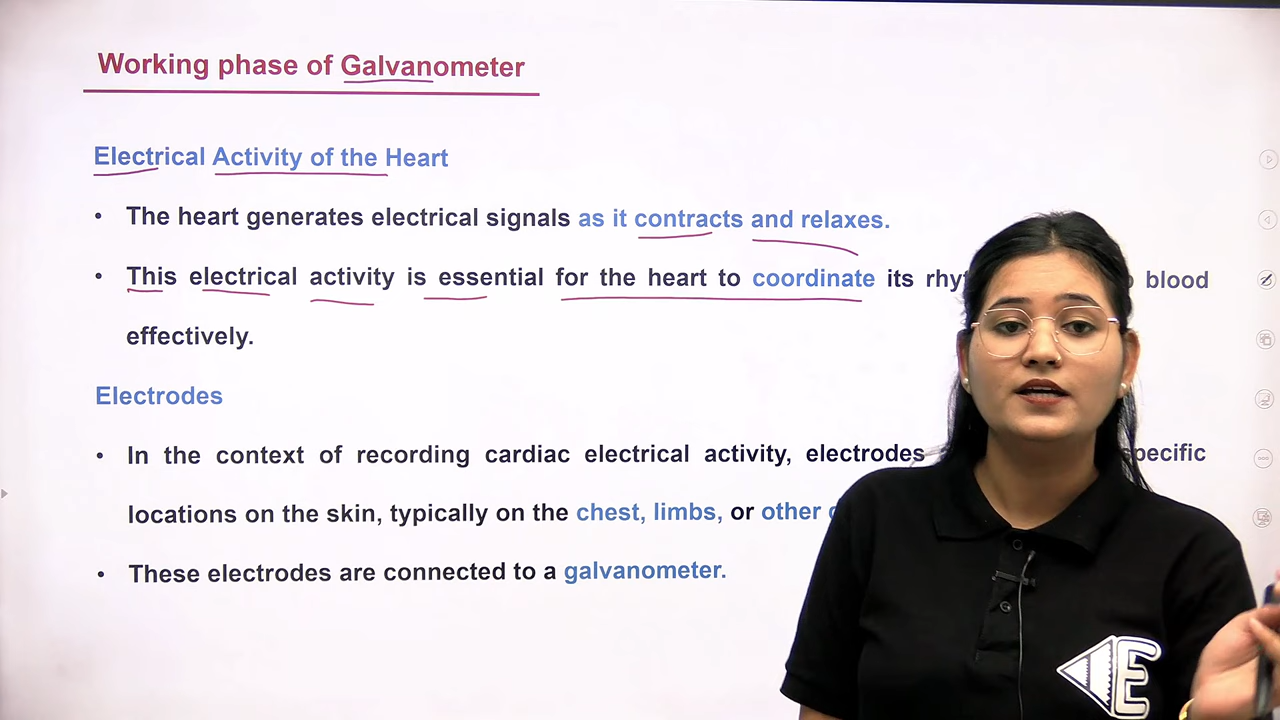 Working phase of Galvanometer
Electrical Activity of the Heart
• The heart generates electrical signals as it contracts and relaxes.
• This electrical activity is essential for the heart to coordinate its blood
effectively.
Electrodes
• In the context of recording cardiac electrical activity, electrodes specific
locations on the skin, typically on the chest, limbs, or other
• These electrodes are connected to a galvanometer.
E